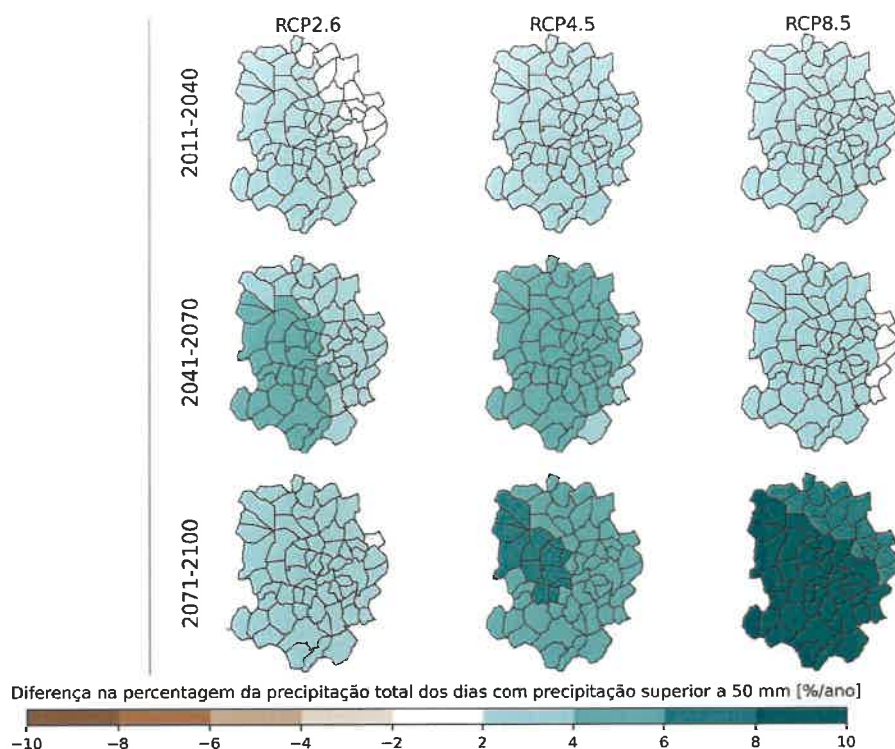 RCP2.6 RCP4.5 RCP8.5
2011-2040
2041-2070
2071-2100
Diferença na percentagem da precipitação total dos dias com precipitação superior a 50 mm [%/ano]
−10 −8 −6 −4 −2 2 4 6 8 10